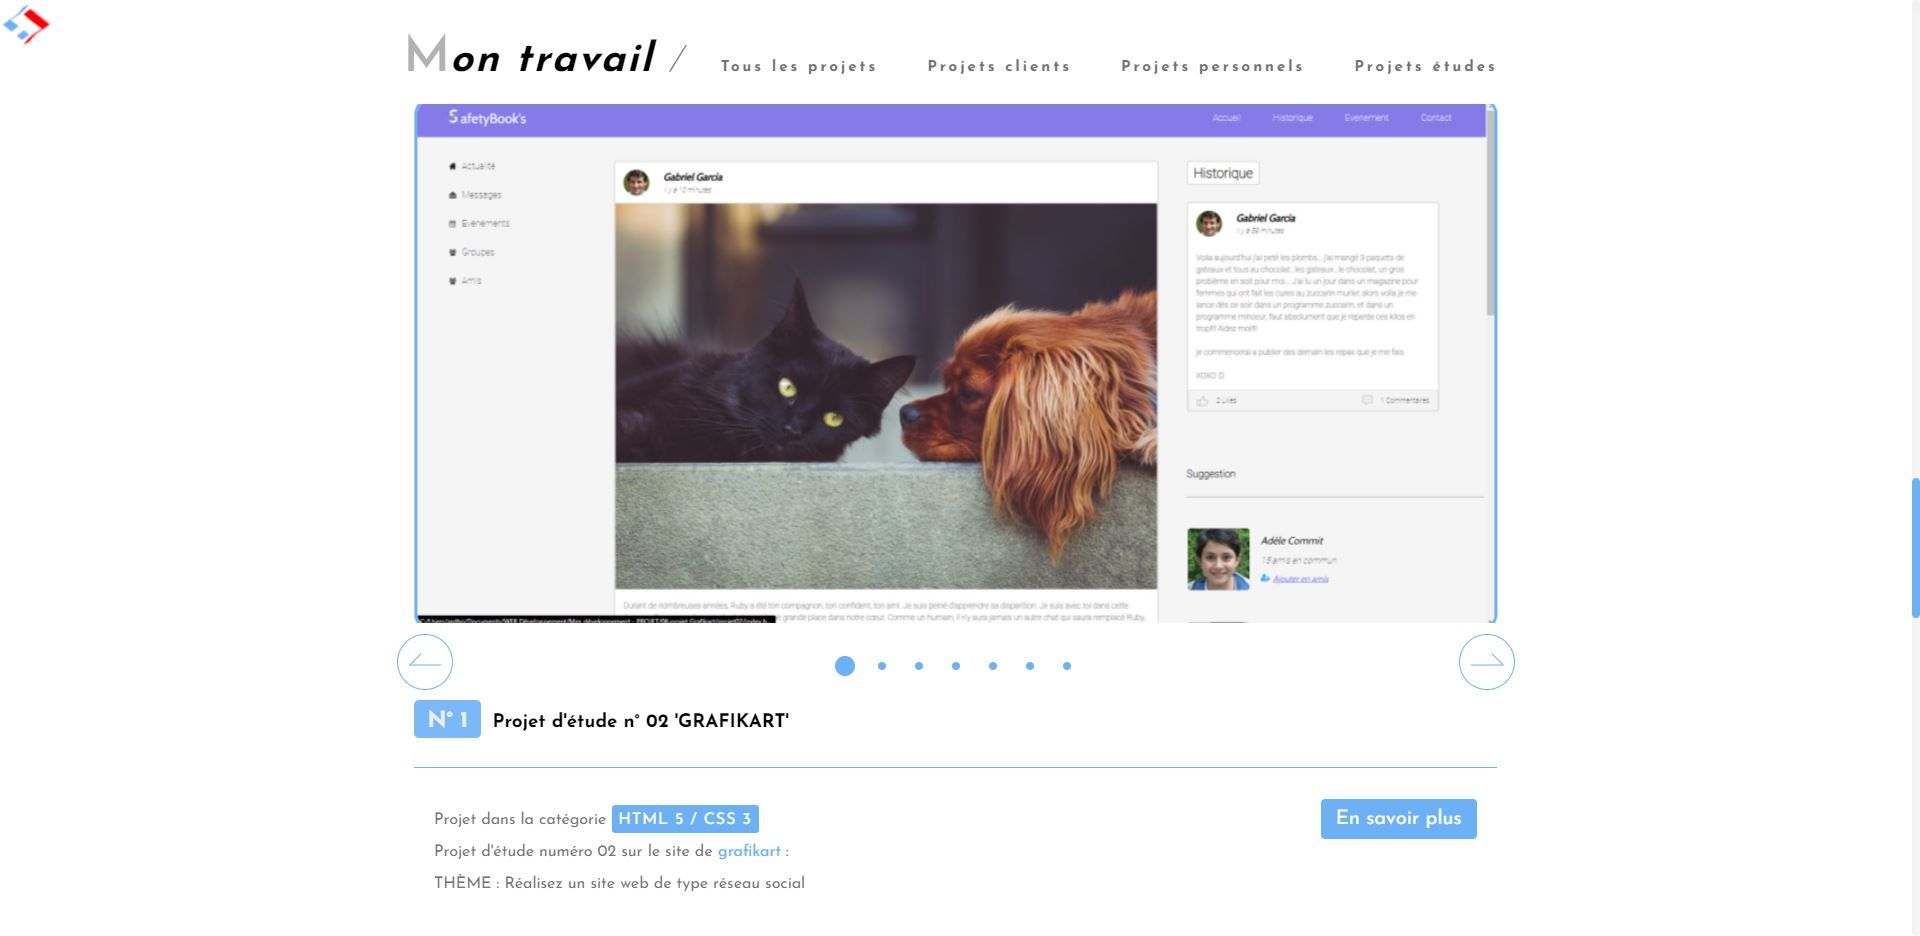 Mon travail /
Tous les projets
Projets clients
Projets personnels
Projets études
SafetyBook's
Accueil
Historique
Evenement
Contact
Actualité
Messages
Evenements
Groupes
Amis
Gabriel Garcia
il y a 10 minutes
Durant de nombreuses années, Ruby a été ton compagnon, ton confident, ton ami. Je suis peiné d'apprendre sa disparition. Je suis avec toi dans cette
grande place dans notre cœur. Comme un humain, il n'y aura jamais un autre chat qui saura remplacé Ruby,
Historique
Gabriel Garcia
il y a 59 minutes
Voila aujourd'hui j'ai peté les plombs... j'ai mangé 3 paquets de
gateaux et tous au chocolat...les gateaux...le chocolat, un gros
problème en soit pour moi... J'ai lu un jour dans un magazine pour
femmes qui ont fait les cures au zuccarin murier, alors voila je me
lance dès ce soir dans un programme zuccarin, et dans un
programme minceur, faut absolument que je reperde ces kilos en
trop!!! Aidez moi!!!
je commencerai a publier des demain les repas que je me fais.
XOXO :D
2 Likes
1 Commentaires
Suggestion
Adéle Commit
15 amis en commun
Ajouter en amis
N° 1
Projet d'étude n° 02 'GRAFIKART'
Projet dans la catégorie HTML 5 / CSS 3
En savoir plus
Projet d'étude numéro 02 sur le site de grafikart :
THÈME : Réalisez un site web de type réseau social